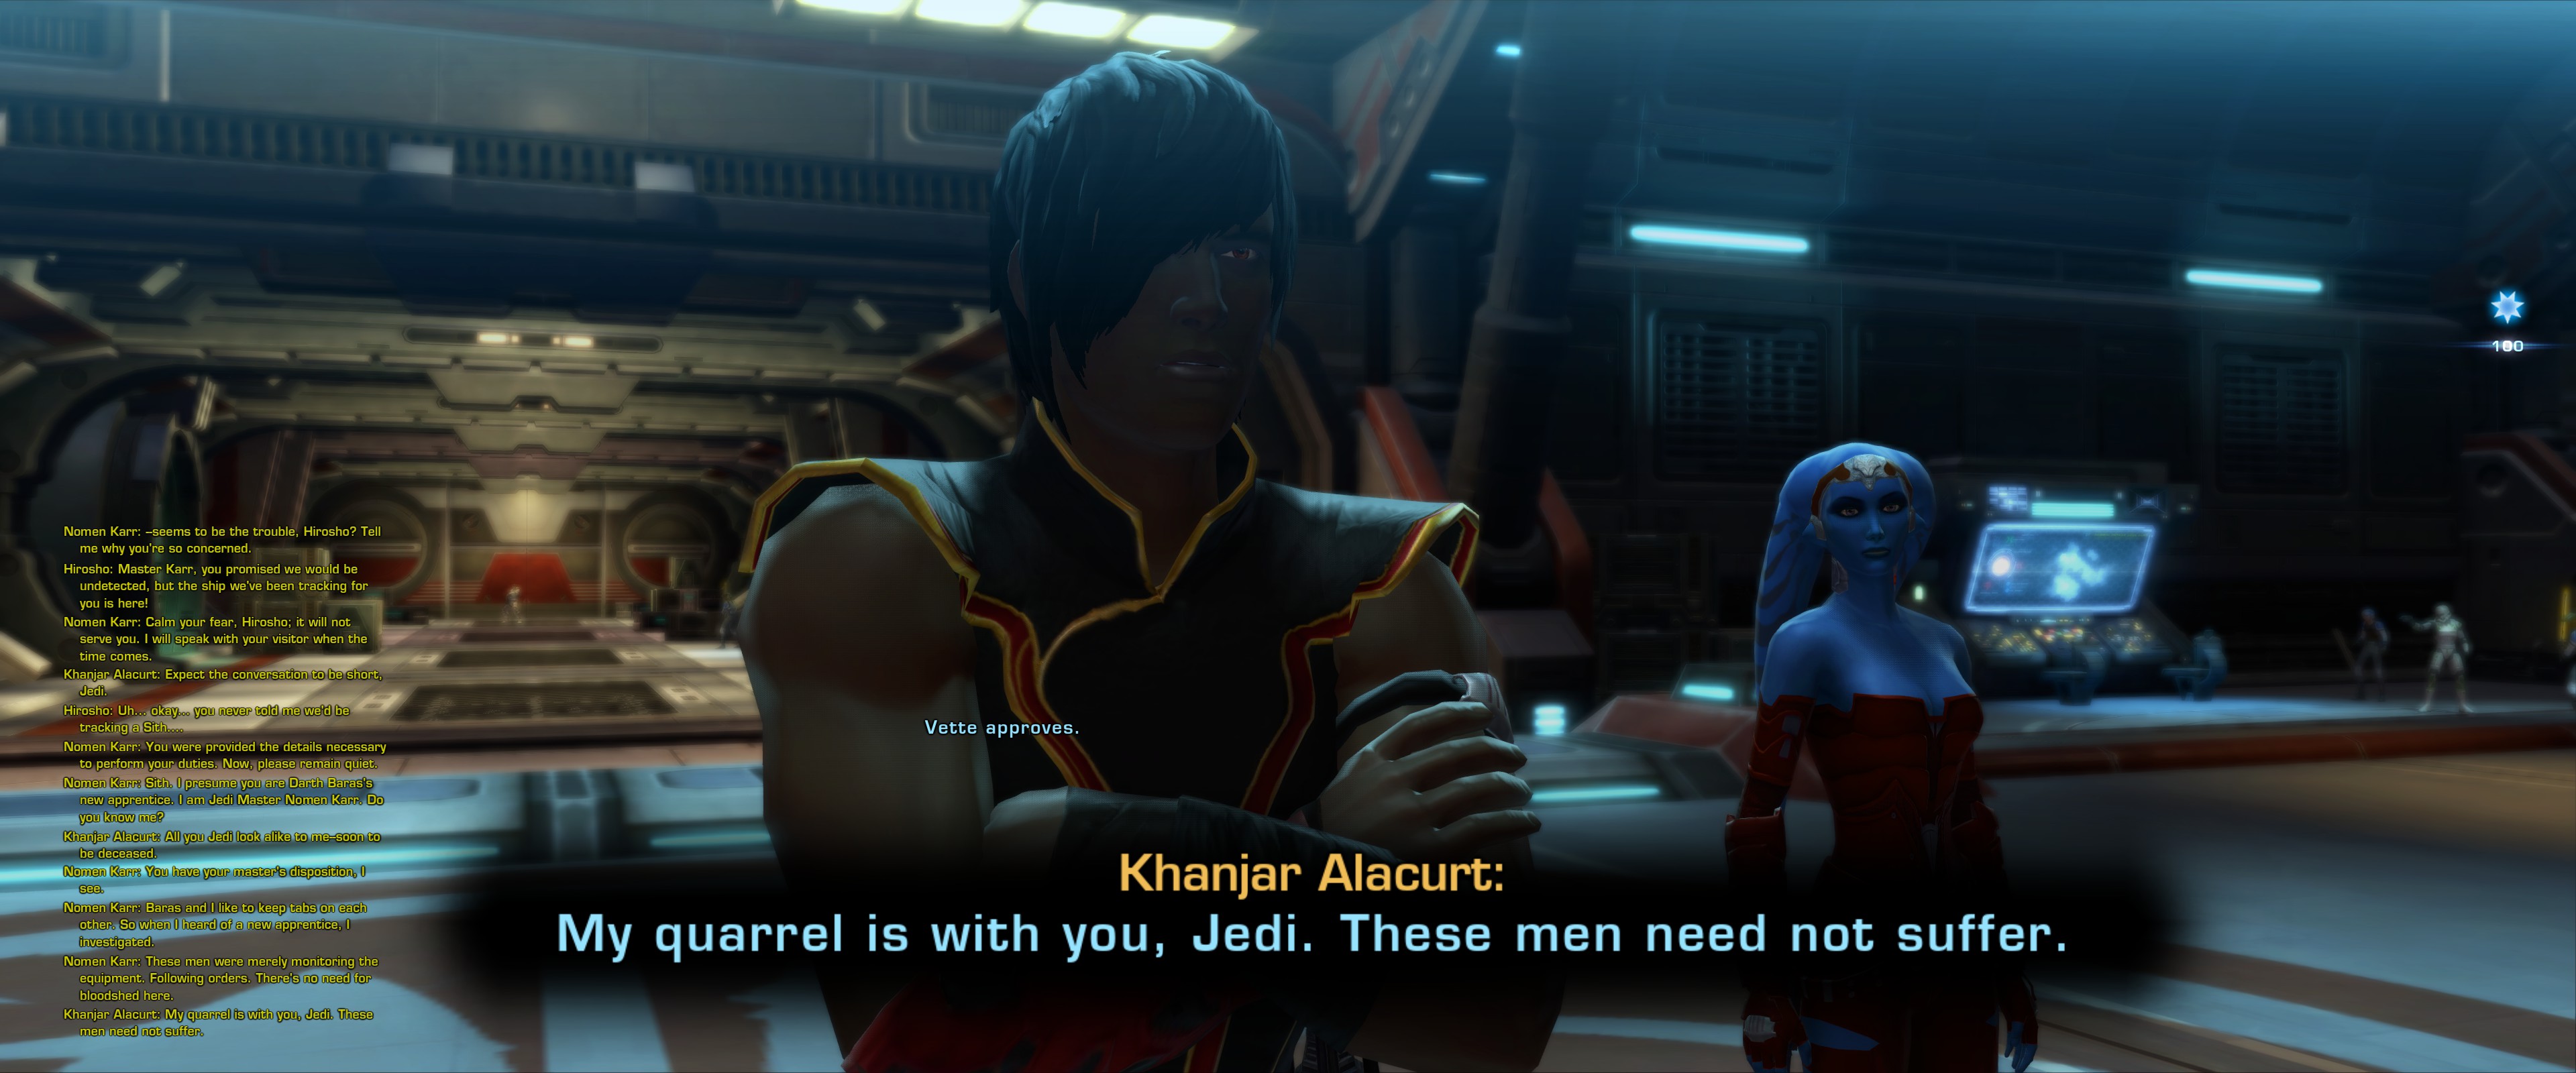 Nomen Karr: –seems to be the trouble, Hirosho? Tell
me why you're so concerned.
Hirosho: Master Karr, you promised we would be
undetected, but the ship we've been tracking for
you is here!
Nomen Karr: Calm your fear, Hirosho; it will not
serve you. I will speak with your visitor when the
time comes.
Khanjar Alacurt: Expect the conversation to be short,
Jedi.
Hirosho: Uh... okay... you never told me we'd be
tracking a Sith....
Nomen Karr: You were provided the details necessary
to perform your duties. Now, please remain quiet.
Nomen Karr: Sith. I presume you are Darth Baras's
new apprentice. I am Jedi Master Nomen Karr. Do
you know me?
Khanjar Alacurt: All you Jedi look alike to me–soon to
be deceased.
Nomen Karr: You have your master's disposition, I
see.
Nomen Karr: Baras and I like to keep tabs on each
other. So when I heard of a new apprentice, I
investigated.
Nomen Karr: These men were merely monitoring the
equipment. Following orders. There's no need for
bloodshed here.
Khanjar Alacurt: My quarrel is with you, Jedi. These
men need not suffer.
Vette approves.
Khanjar Alacurt:
My quarrel is with you, Jedi. These men need not suffer.